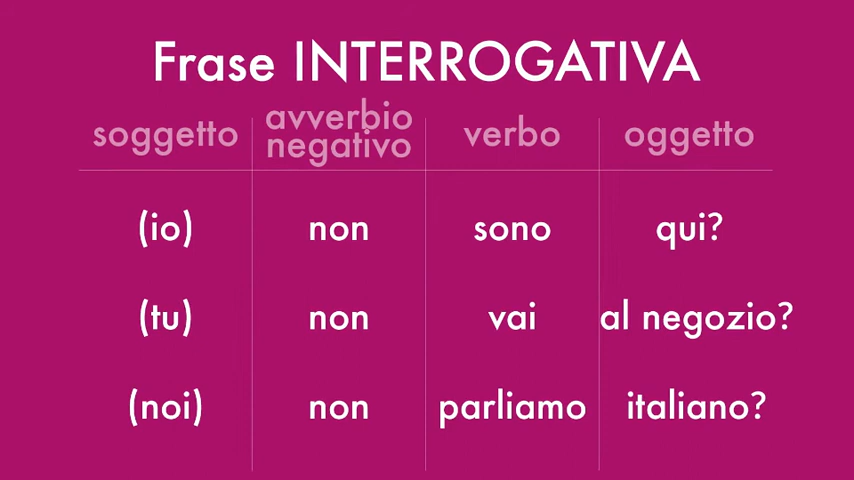 Frase INTERROGATIVA
soggetto avverbio negativo verbo oggetto
(io) non sono qui?
(tu) non vai al negozio?
(noi) non parliamo italiano?